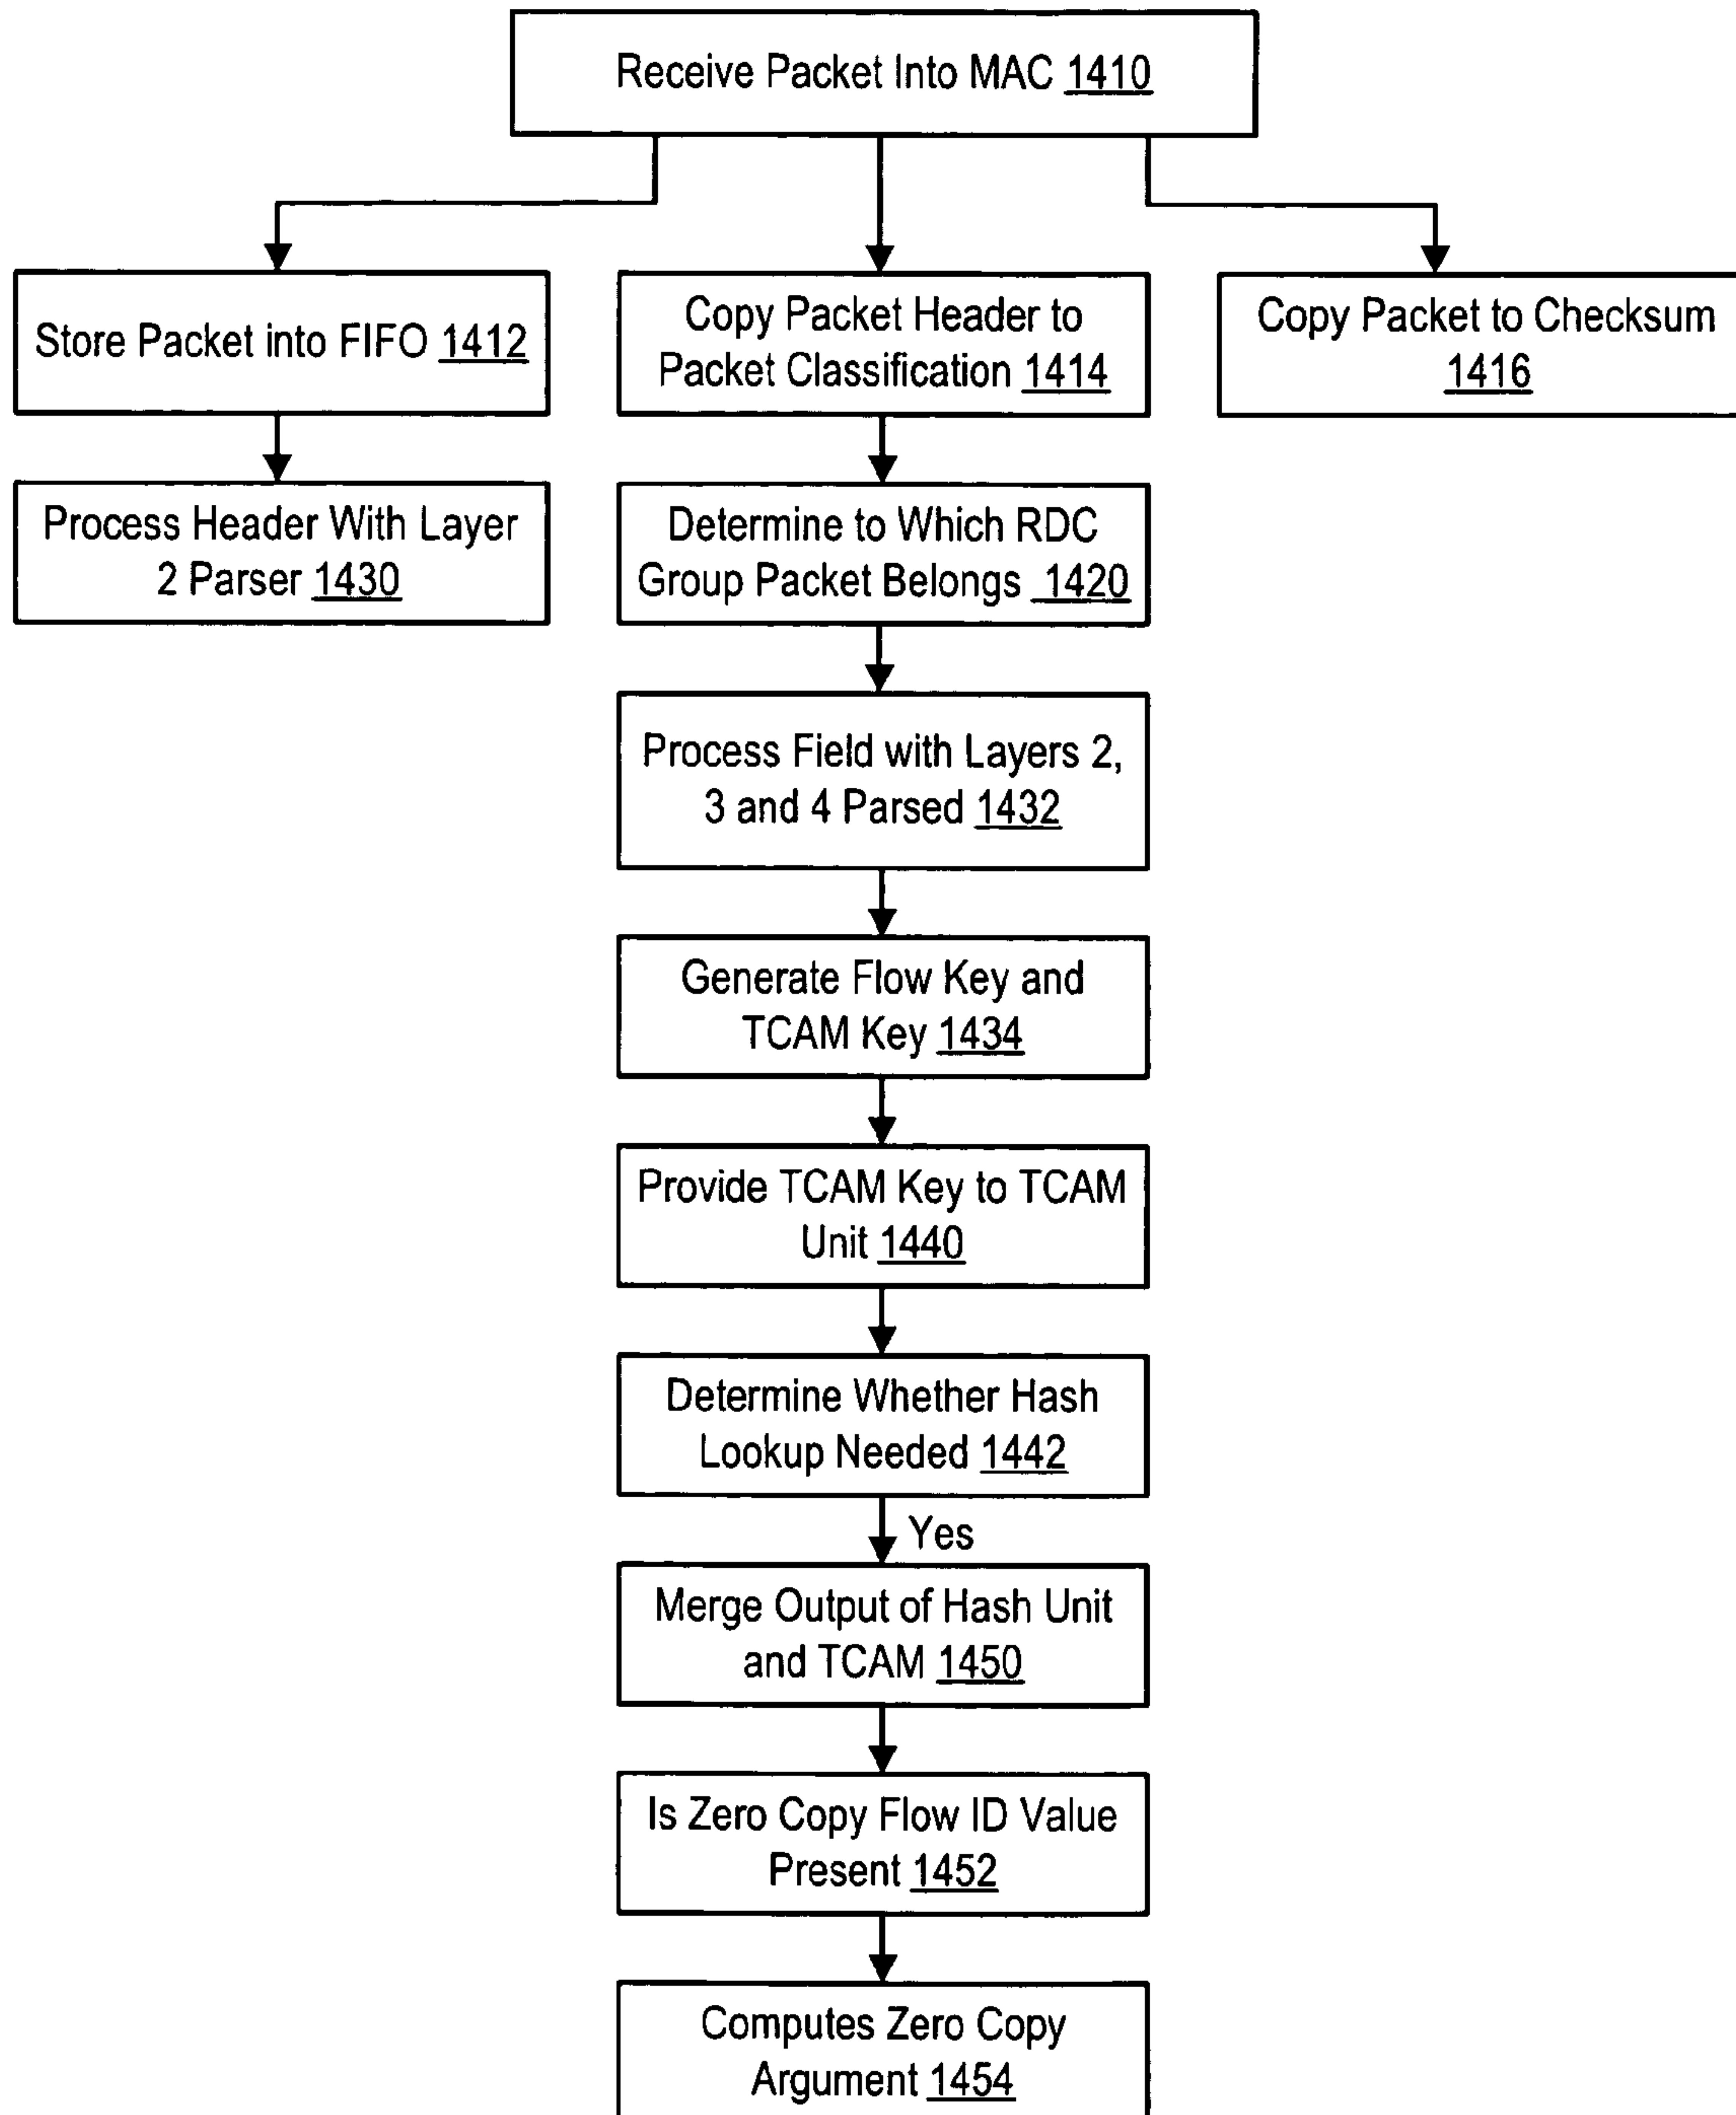 Receive Packet Into MAC 1410
Store Packet into FIFO 1412
Copy Packet Header to
Packet Classification 1414
Copy Packet to Checksum
1416
Process Header With Layer
2 Parser 1430
Determine to Which RDC
Group Packet Belongs 1420
Process Field with Layers 2,
3 and 4 Parsed 1432
Generate Flow Key and
TCAM Key 1434
Provide TCAM Key to TCAM
Unit 1440
Determine Whether Hash
Lookup Needed 1442
Yes
Merge Output of Hash Unit
and TCAM 1450
Is Zero Copy Flow ID Value
Present 1452
Computes Zero Copy
Argument 1454